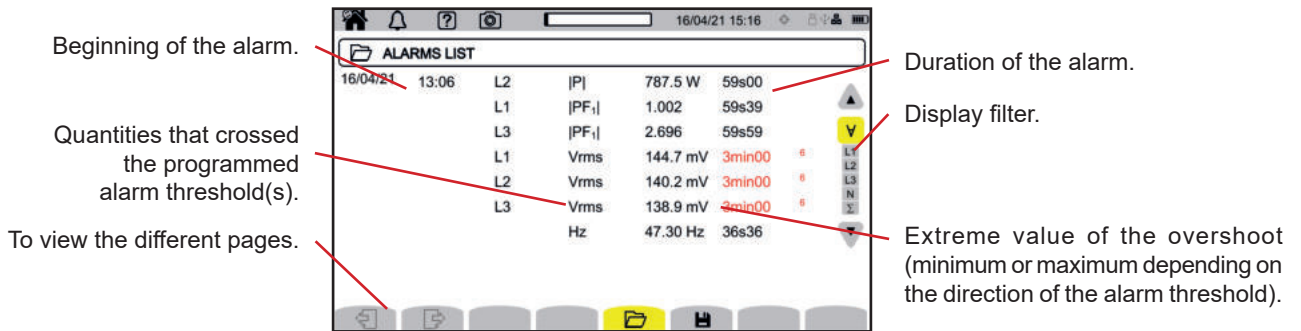 16/04/21 15:16
Beginning of the alarm.
ALARMS LIST
Duration of the alarm.
16/04/21 13:06 L2 |P| 787.5 W 59s00
L1 |PF₁| 1.002 59s39
Display filter.
L3 |PF₁| 2.696 59s59
∀
Quantities that crossed
the programmed
alarm threshold(s).
L1 Vrms 144.7 mV 3min00 6
L2 Vrms 140.2 mV 3min00 6
L3 Vrms 138.9 mV 3min00 6
Hz 47.30 Hz 36s36
L1
L2
L3
N
Σ
To view the different pages.
Extreme value of the overshoot
(minimum or maximum depending on
the direction of the alarm threshold).